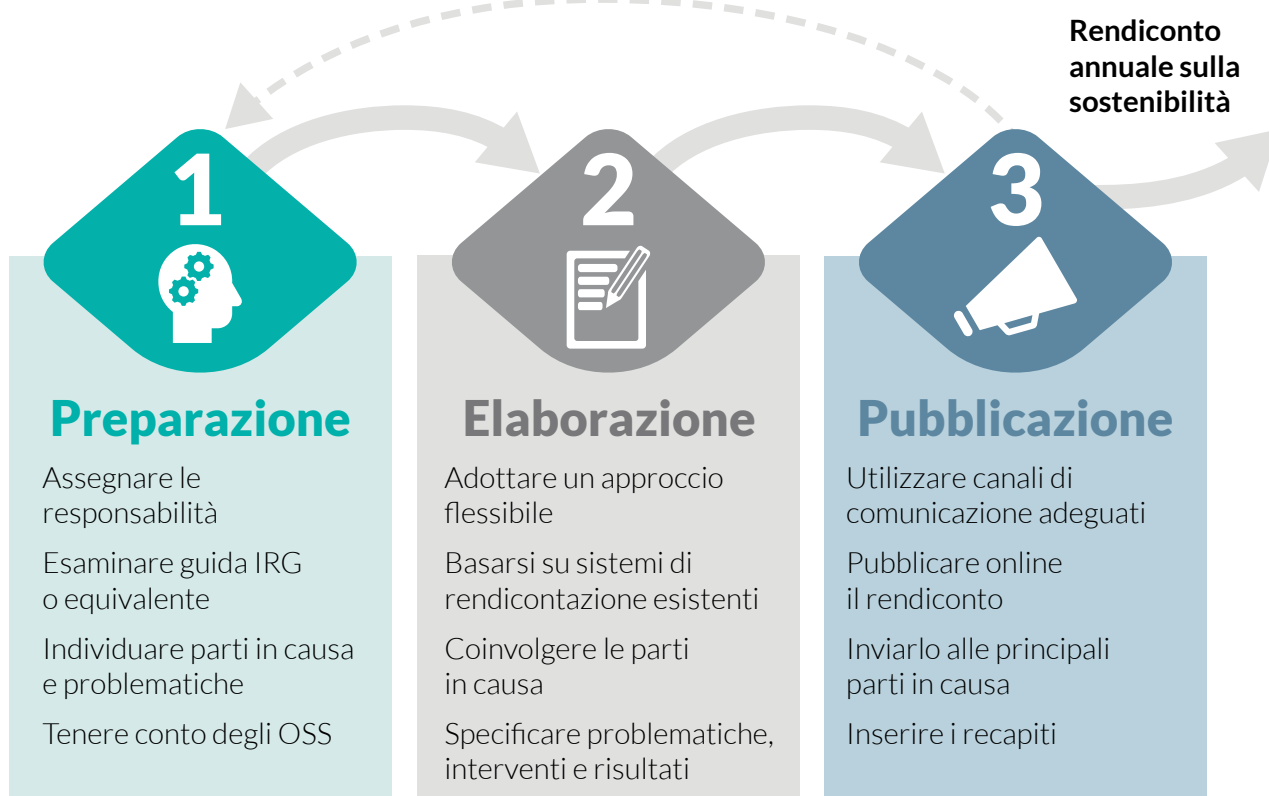 Rendiconto
annuale sulla
sostenibilità
1
Preparazione
Assegnare le
responsabilità
Esaminare guida IRG
o equivalente
Individuare parti in causa
e problematiche
Tenere conto degli OSS
2
Elaborazione
Adottare un approccio
flessibile
Basarsi su sistemi di
rendicontazione esistenti
Coinvolgere le parti
in causa
Specificare problematiche,
interventi e risultati
3
Pubblicazione
Utilizzare canali di
comunicazione adeguati
Pubblicare online
il rendiconto
Inviarlo alle principali
parti in causa
Inserire i recapiti